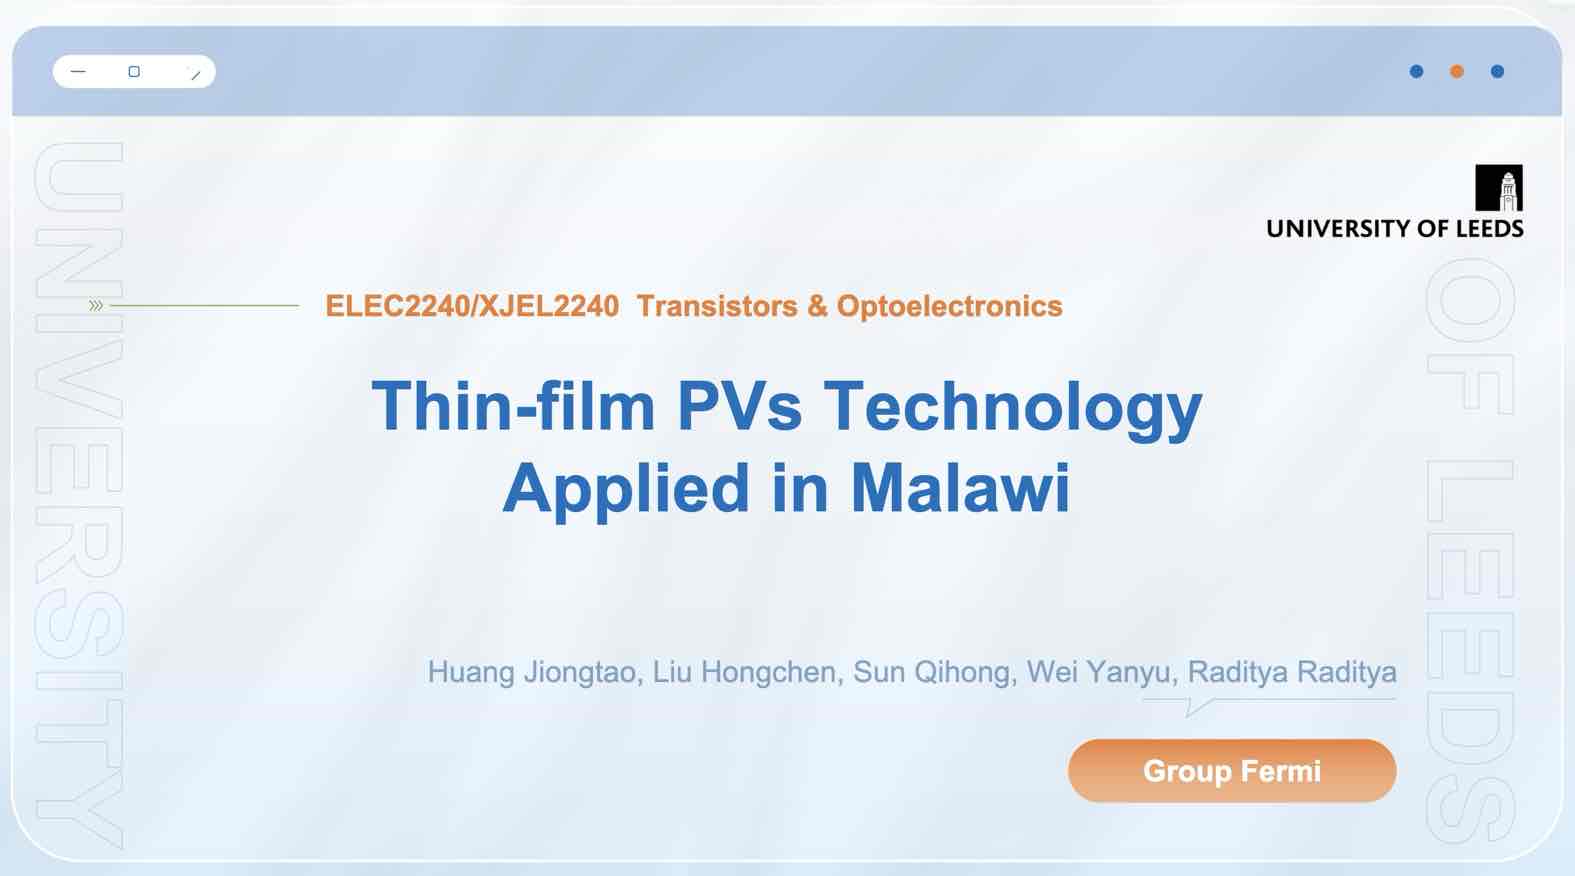 UNIVERSITY OF LEEDS
UNIVERSITY
OF LEEDS
ELEC2240/XJEL2240 Transistors & Optoelectronics
Thin-film PVs Technology
Applied in Malawi
Huang Jiongtao, Liu Hongchen, Sun Qihong, Wei Yanyu, Raditya Raditya
Group Fermi